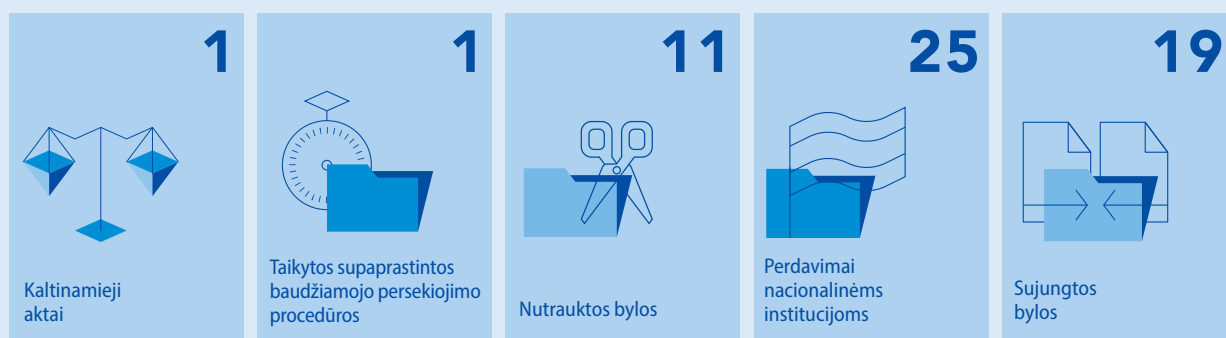 1
Kaltinamieji
aktai
1
Taikytos supaprastintos
baudžiamojo persekiojimo
procedūros
11
Nutrauktos bylos
25
Perdavimai
nacionalinėms
institucijoms
19
Sujungtos
bylos